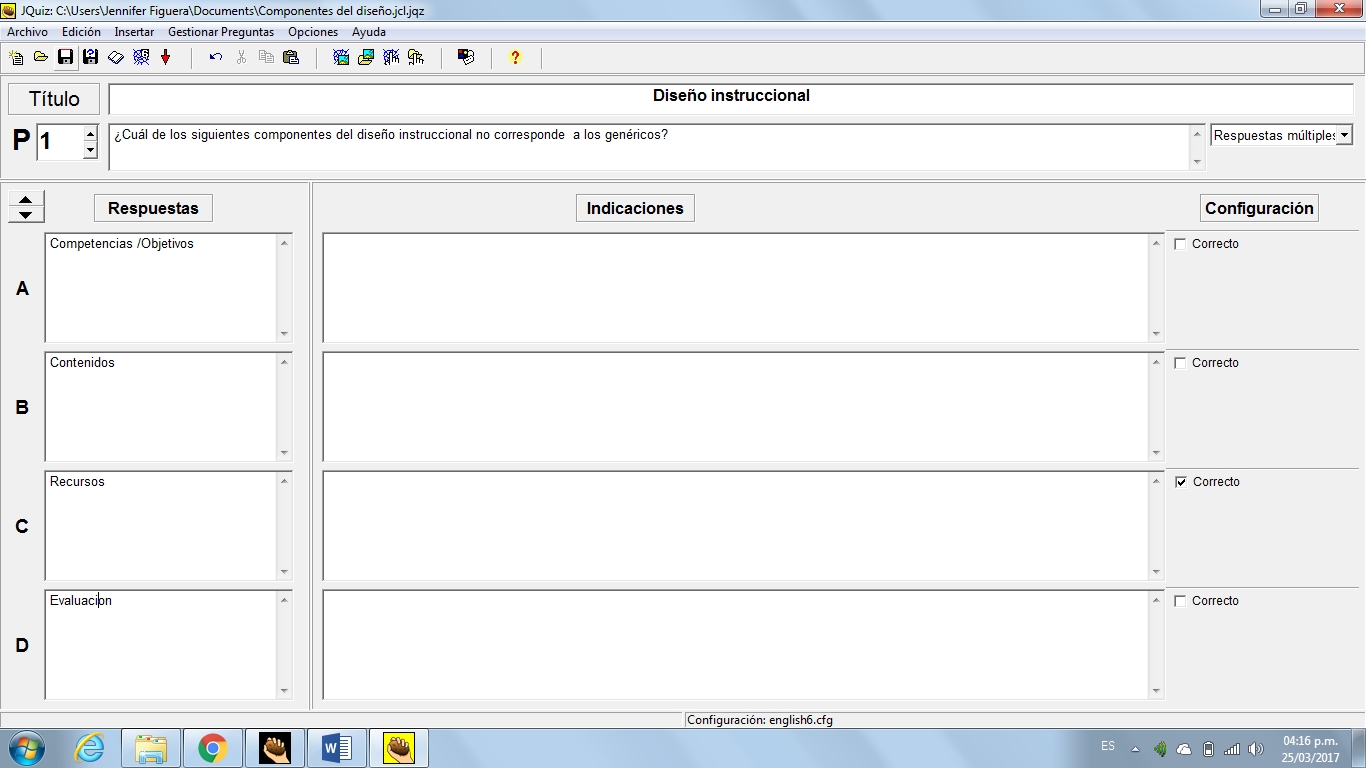 JQuiz: C:\Users\Jennifer Figuera\Documents\Componentes del diseño.jcl.jqz
Archivo Edición Insertar Gestionar Preguntas Opciones Ayuda
Título
Diseño instruccional
P 1
¿Cuál de los siguientes componentes del diseño instruccional no corresponde a los genéricos?
Respuestas múltiples
Respuestas
Indicaciones
Configuración
A
Competencias /Objetivos
Correcto
B
Contenidos
Correcto
C
Recursos
Correcto
D
Evaluacion
Correcto
Configuración: english6.cfg
ES
04:16 p.m.
25/03/2017